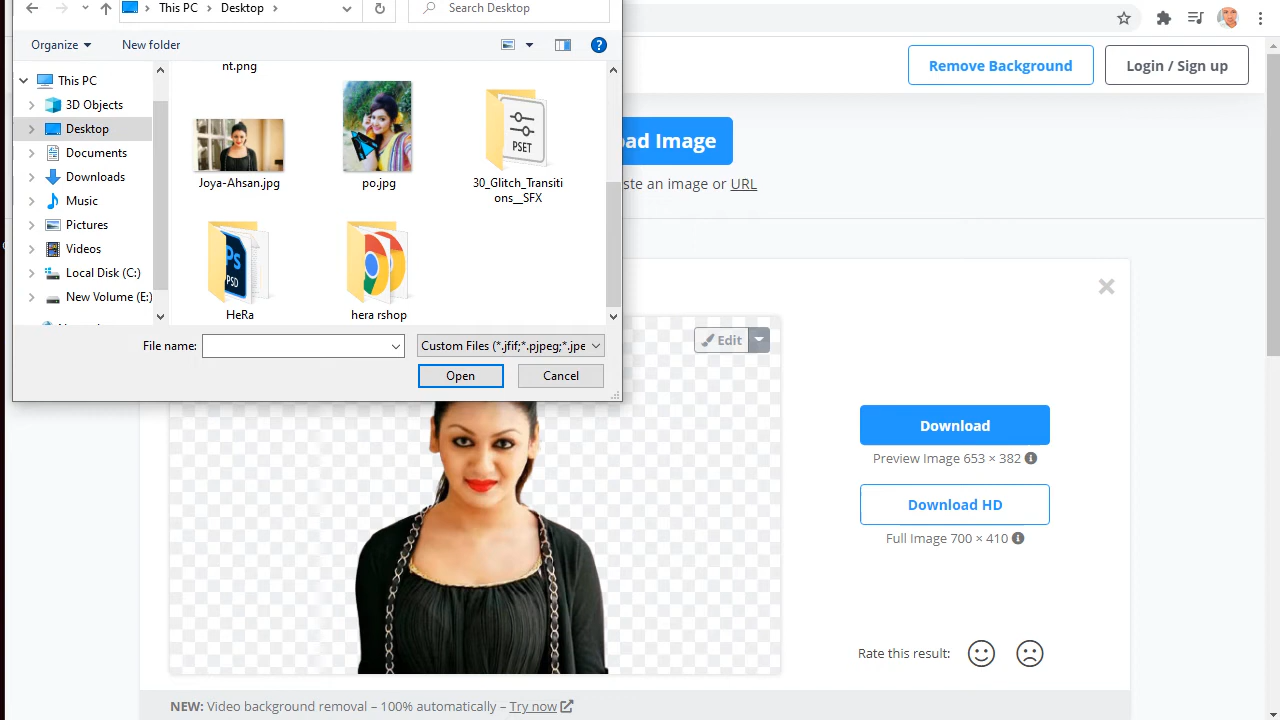 This PC
Desktop
Search Desktop
Organize
New folder
Remove Background
Login / Sign up
nt.png
This PC
3D Objects
Desktop
Documents
Downloads
Music
Pictures
Videos
Local Disk (C:)
New Volume (E:)
Joya-Ahsan.jpg
po.jpg
PSET
30_Glitch_Transiti
ons__SFX
Ps
PSD
HeRa
hera rshop
ad Image
ste an image or URL
File name:
Custom Files (*.jfif;*.pjpeg;*.jpe
Open
Cancel
Edit
Download
Preview Image 653 × 382
Download HD
Full Image 700 × 410
Rate this result:
NEW: Video background removal – 100% automatically – Try now